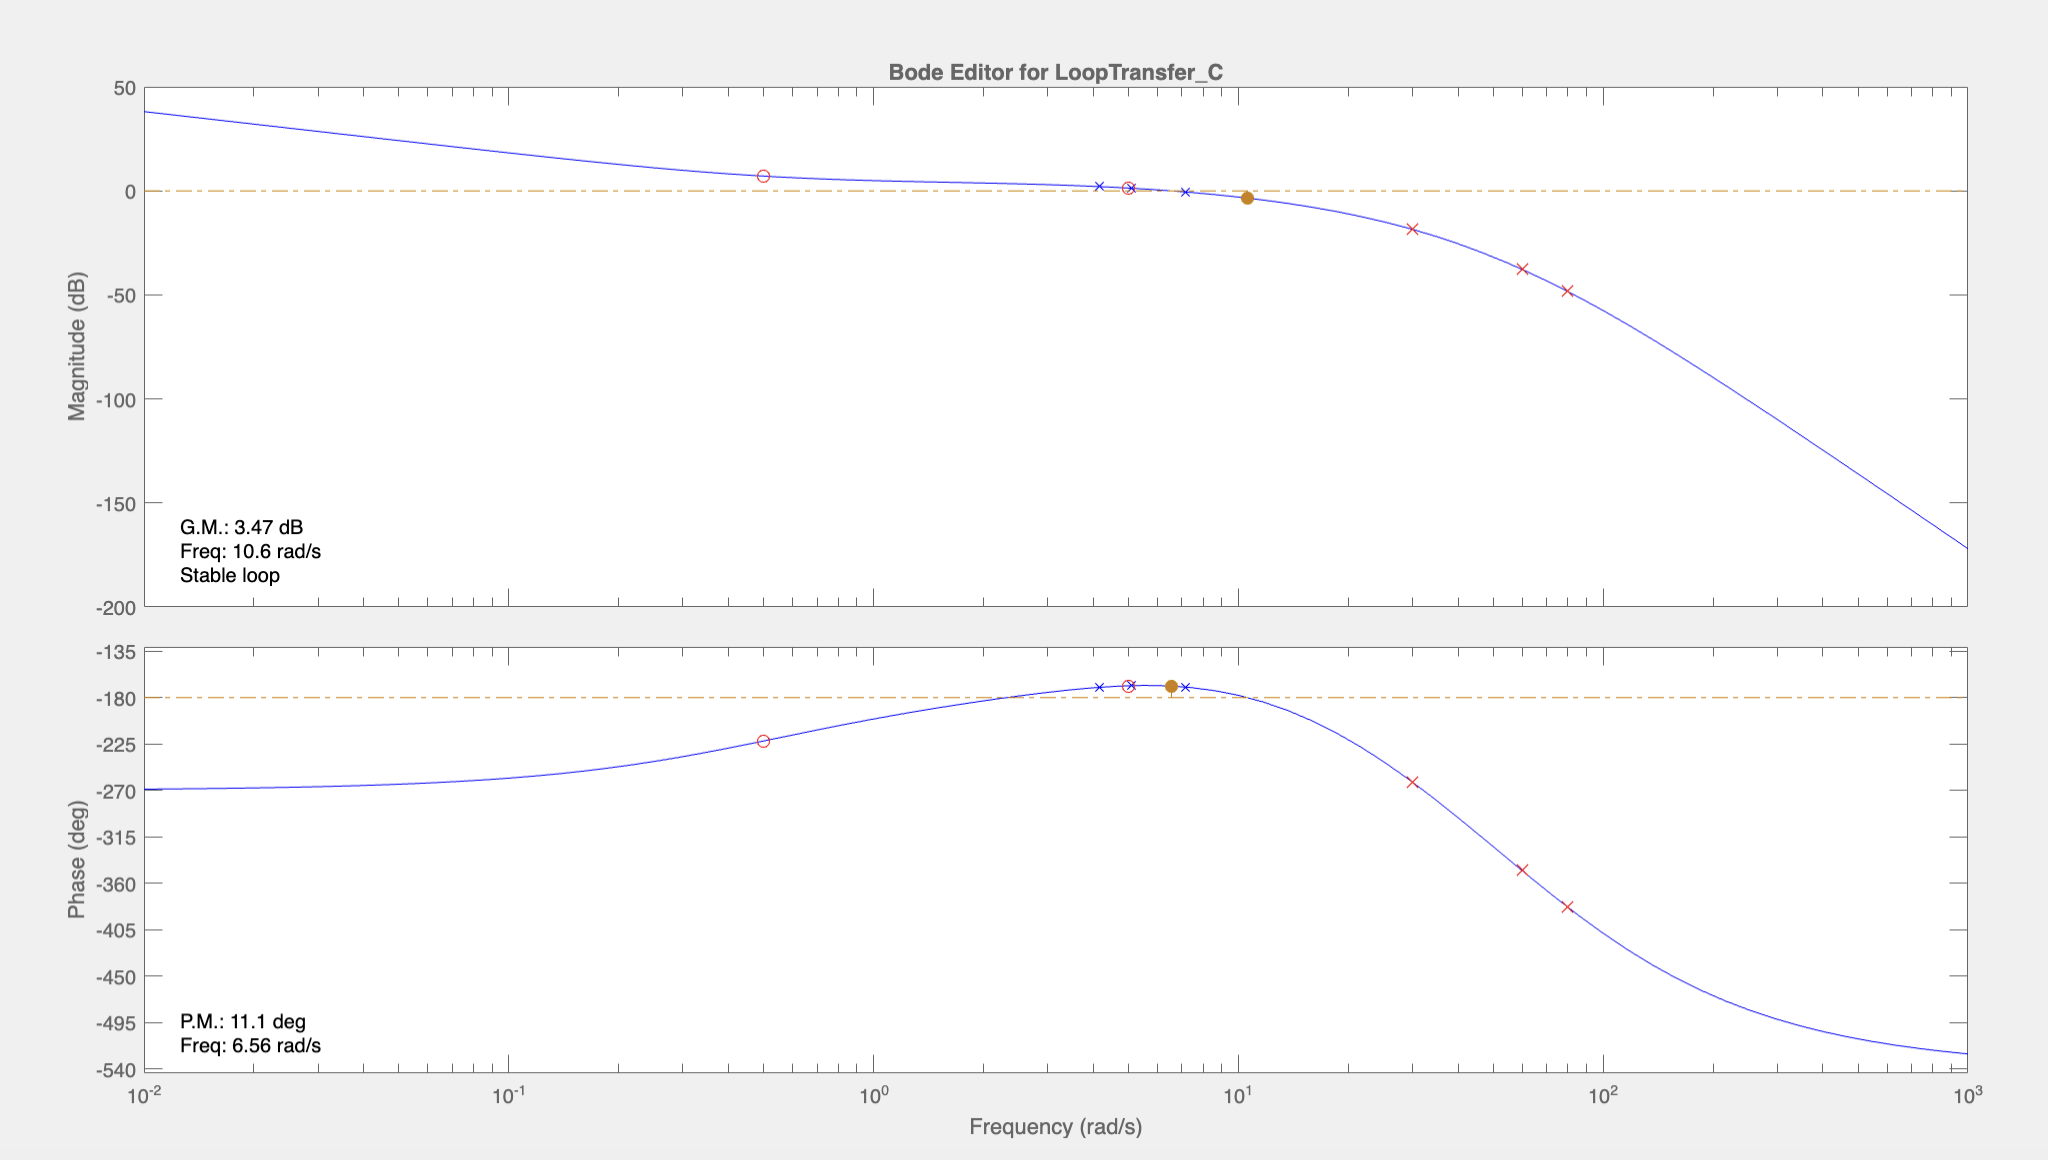 Bode Editor for LoopTransfer_C
50
0
-50
-100
-150
-200
Magnitude (dB)
G.M.: 3.47 dB
Freq: 10.6 rad/s
Stable loop
-135
-180
-225
-270
-315
-360
-405
-450
-495
-540
Phase (deg)
P.M.: 11.1 deg
Freq: 6.56 rad/s
10⁻² 10⁻¹ 10⁰ 10¹ 10² 10³
Frequency (rad/s)